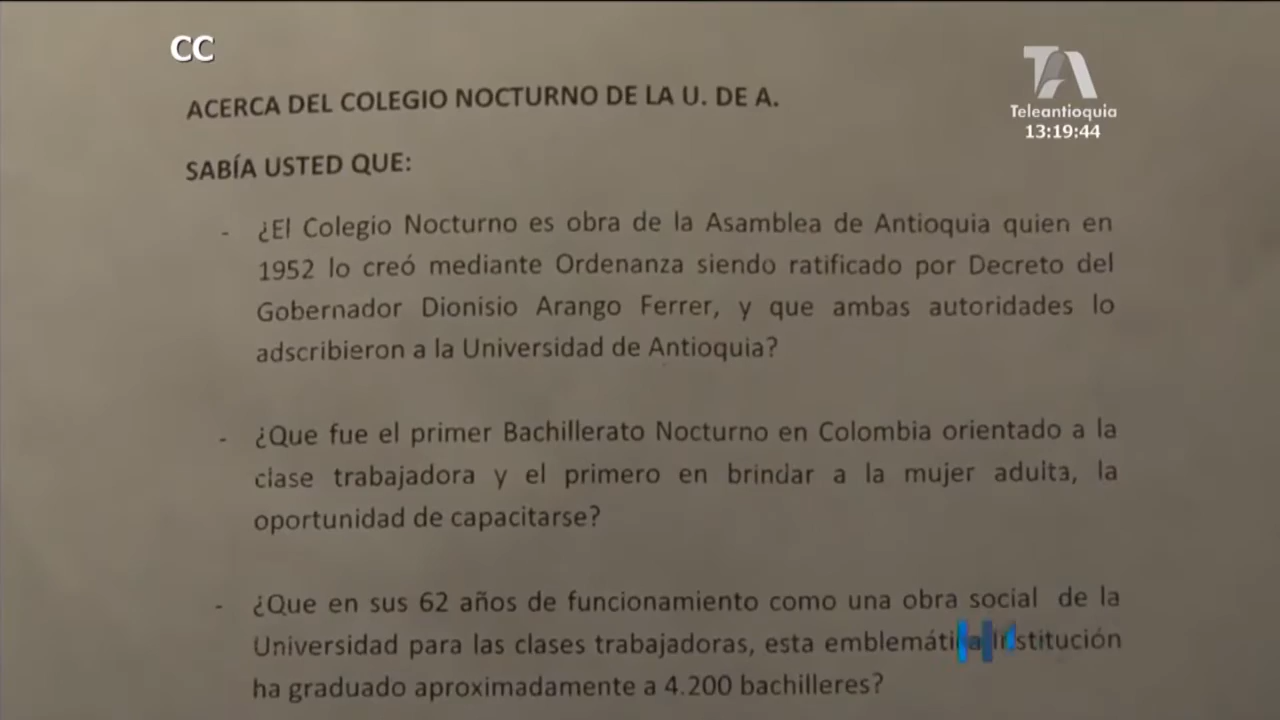 CC
TA
Teleantioquia
13:19:44
ACERCA DEL COLEGIO NOCTURNO DE LA U. DE A.
SABÍA USTED QUE:
- ¿El Colegio Nocturno es obra de la Asamblea de Antioquia quien en
1952 lo creó mediante Ordenanza siendo ratificado por Decreto del
Gobernador Dionisio Arango Ferrer, y que ambas autoridades lo
adscribieron a la Universidad de Antioquia?
- ¿Que fue el primer Bachillerato Nocturno en Colombia orientado a la
clase trabajadora y el primero en brindar a la mujer adulta, la
oportunidad de capacitarse?
- ¿Que en sus 62 años de funcionamiento como una obra social de la
Universidad para las clases trabajadoras, esta emblemática institución
ha graduado aproximadamente a 4.200 bachilleres?